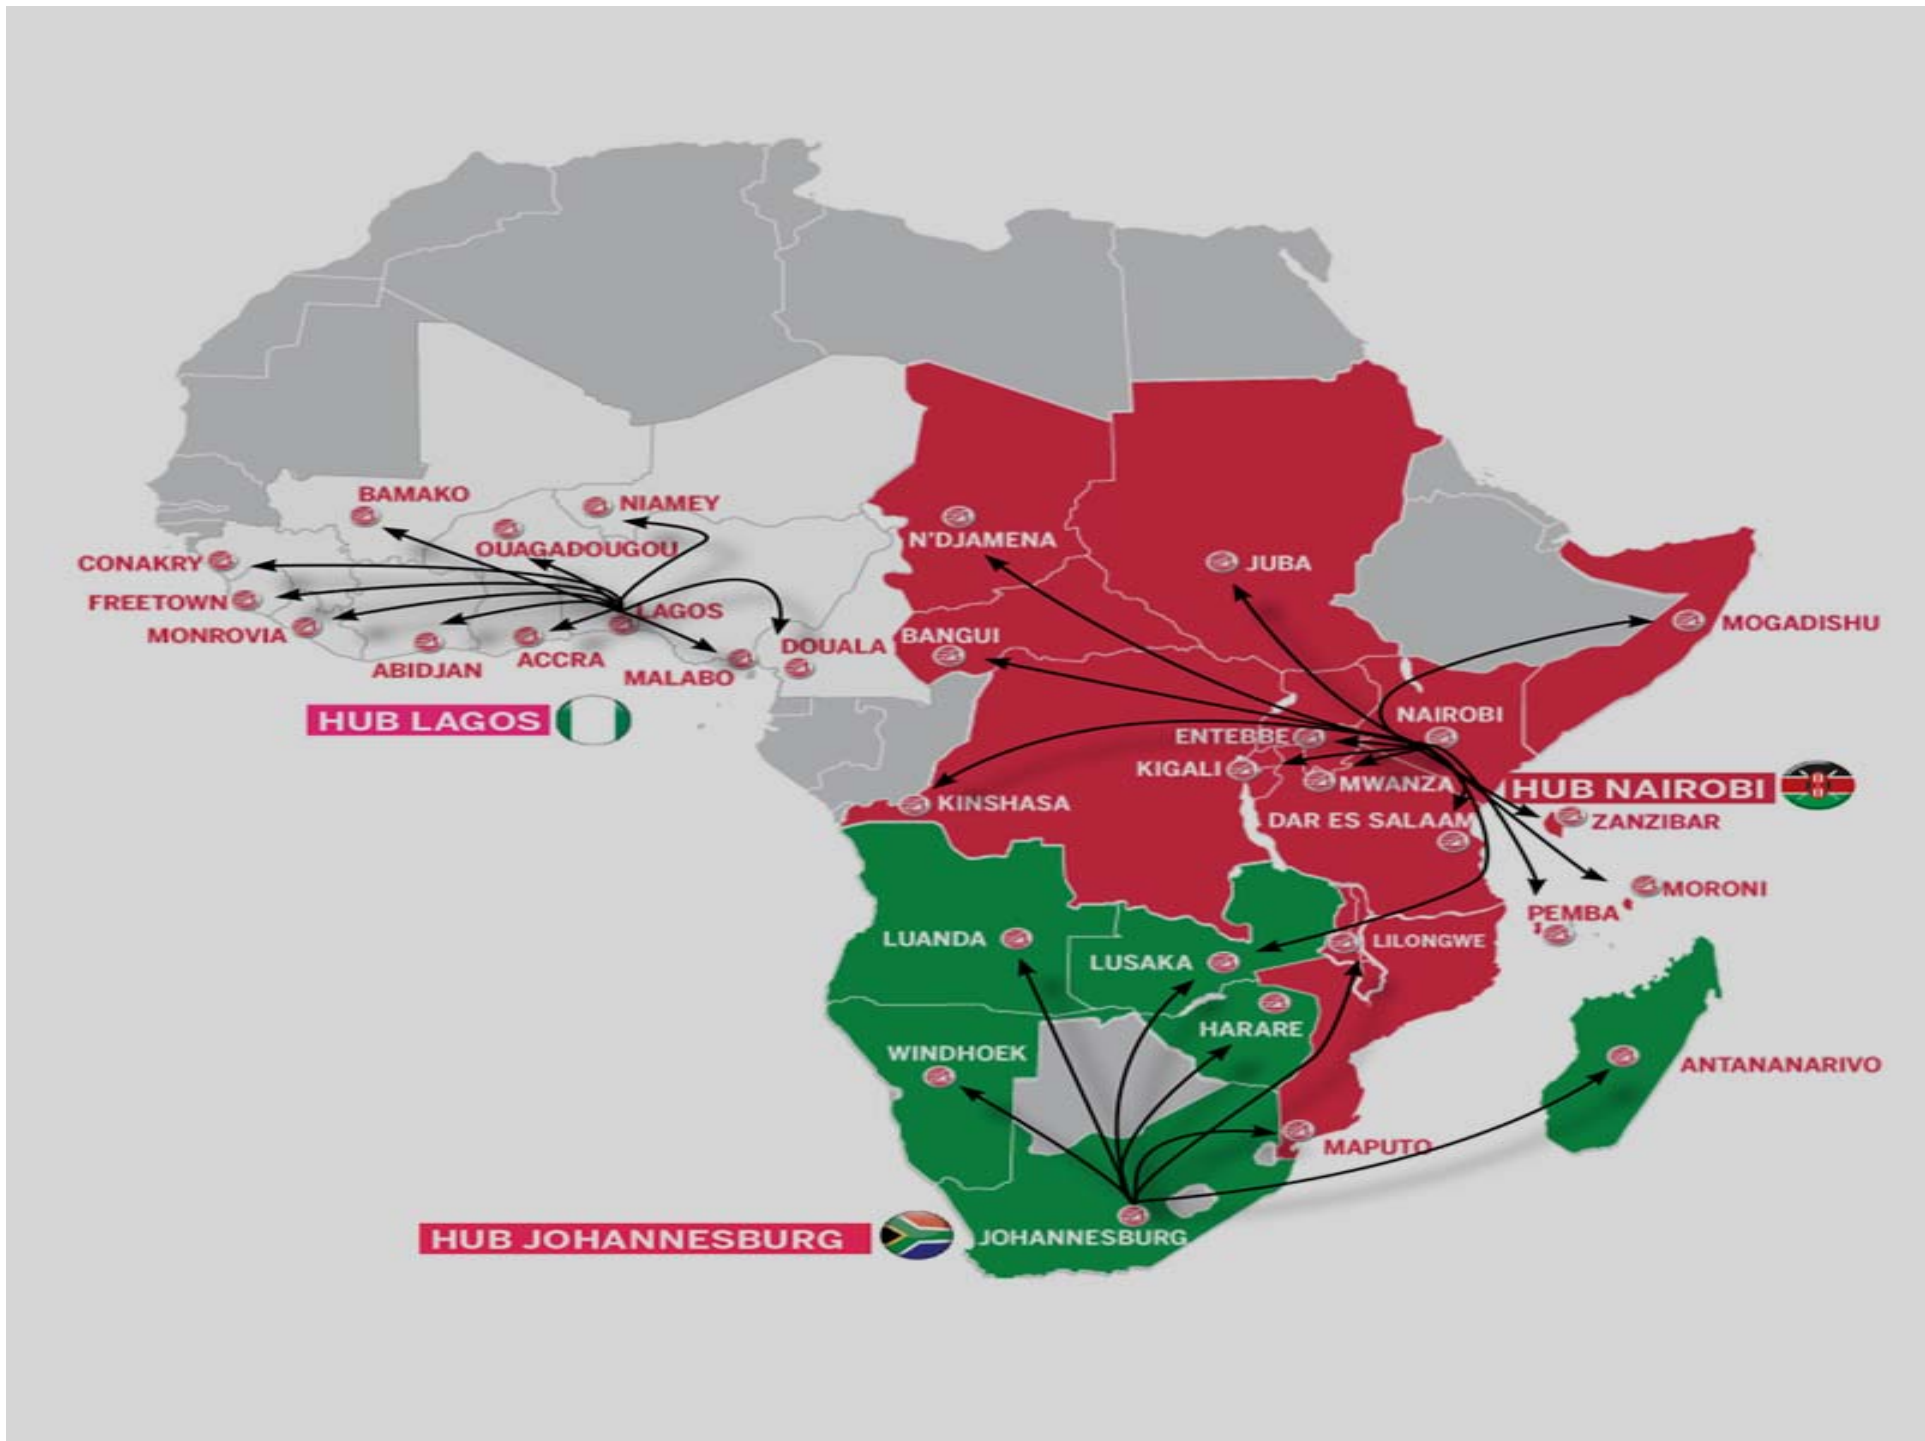 BAMAKO
NIAMEY
OUAGADOUGOU
CONAKRY
FREETOWN
MONROVIA
LAGOS
ABIDJAN
ACCRA
MALABO
DOUALA
HUB LAGOS
N'DJAMENA
JUBA
BANGUI
MOGADISHU
NAIROBI
ENTEBBE
KIGALI
MWANZA
HUB NAIROBI
KINSHASA
DAR ES SALAAM
ZANZIBAR
MORONI
PEMBA
LUANDA
LUSAKA
LILONGWE
HARARE
WINDHOEK
ANTANANARIVO
MAPUTO
HUB JOHANNESBURG
JOHANNESBURG